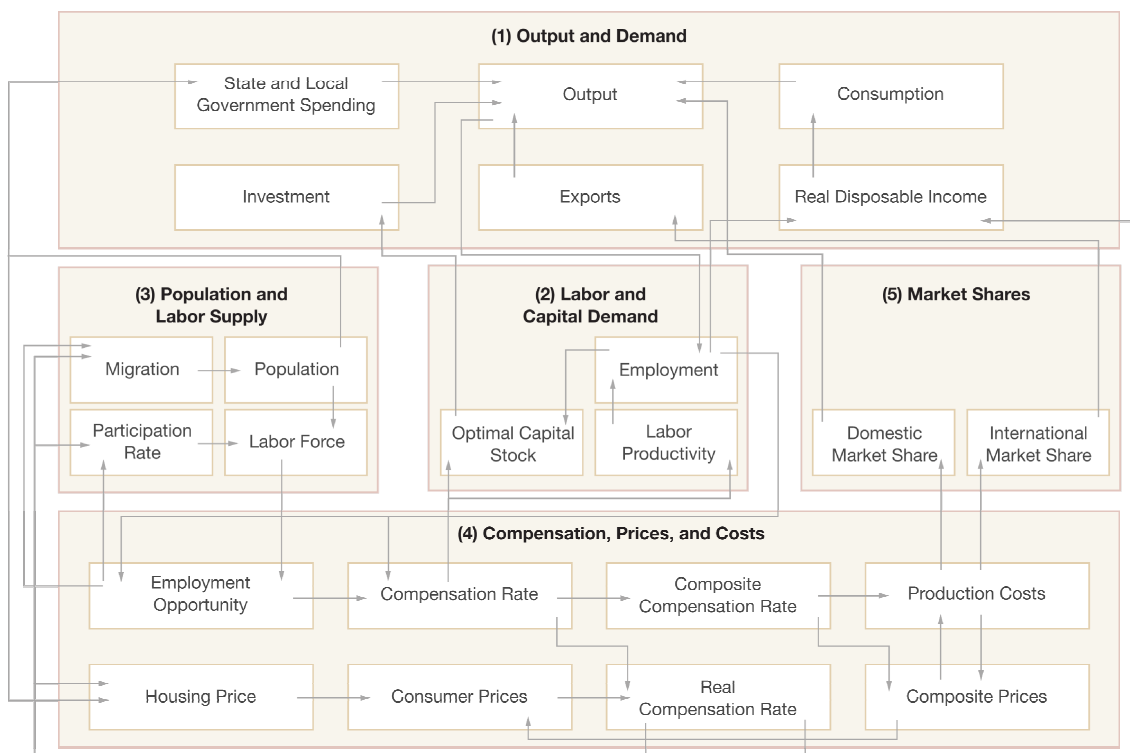 (1) Output and Demand
State and Local
Government Spending
Output
Consumption
Investment
Exports
Real Disposable Income
(3) Population and
Labor Supply
Migration
Population
Participation
Rate
Labor Force
(2) Labor and
Capital Demand
Employment
Optimal Capital
Stock
Labor
Productivity
(5) Market Shares
Domestic
Market Share
International
Market Share
(4) Compensation, Prices, and Costs
Employment
Opportunity
Compensation Rate
Composite
Compensation Rate
Production Costs
Housing Price
Consumer Prices
Real
Compensation Rate
Composite Prices